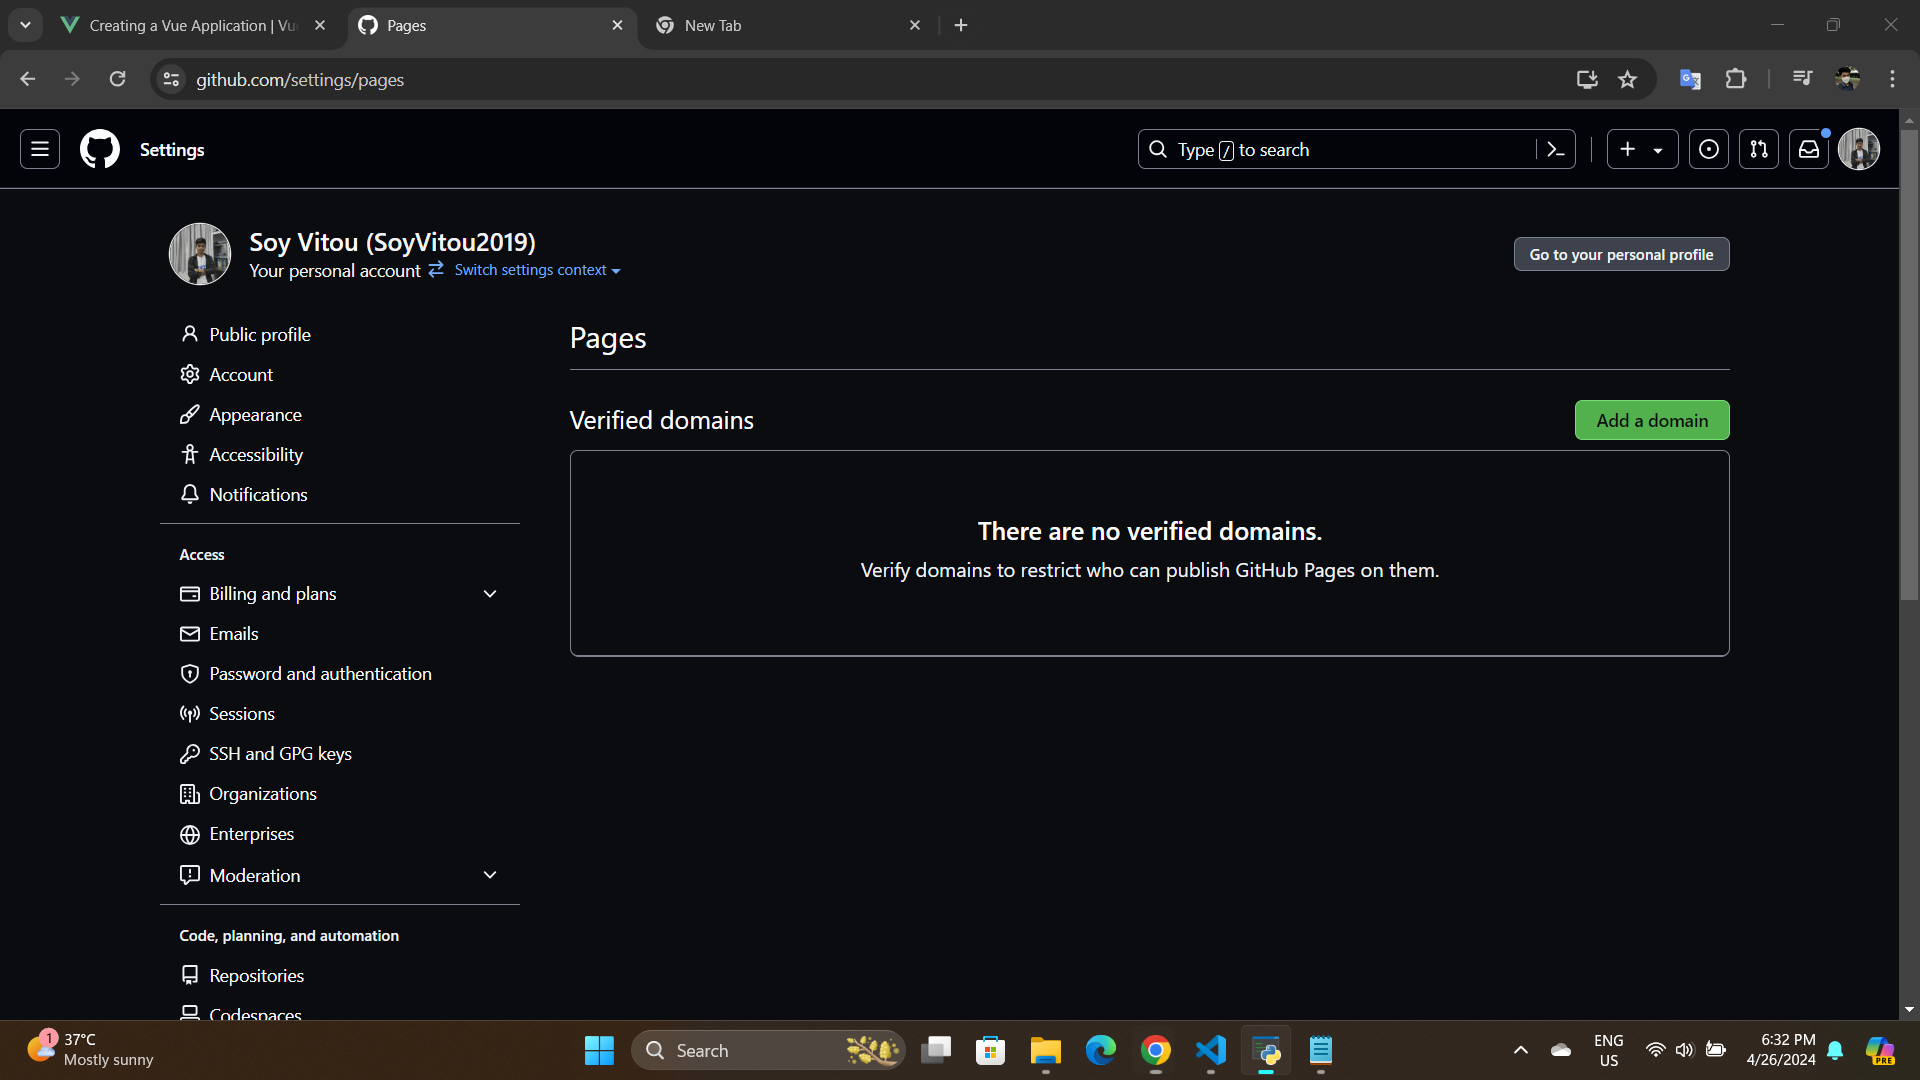 Creating a Vue Application | Vu
Pages
New Tab
github.com/settings/pages
Settings
Type / to search
Soy Vitou (SoyVitou2019)
Your personal account
Switch settings context
Go to your personal profile
Public profile
Account
Appearance
Accessibility
Notifications
Access
Billing and plans
Emails
Password and authentication
Sessions
SSH and GPG keys
Organizations
Enterprises
Moderation
Code, planning, and automation
Repositories
Codespaces
Pages
Verified domains
Add a domain
There are no verified domains.
Verify domains to restrict who can publish GitHub Pages on them.
1
37°C
Mostly sunny
Search
ENG
US
6:32 PM
4/26/2024
PRE